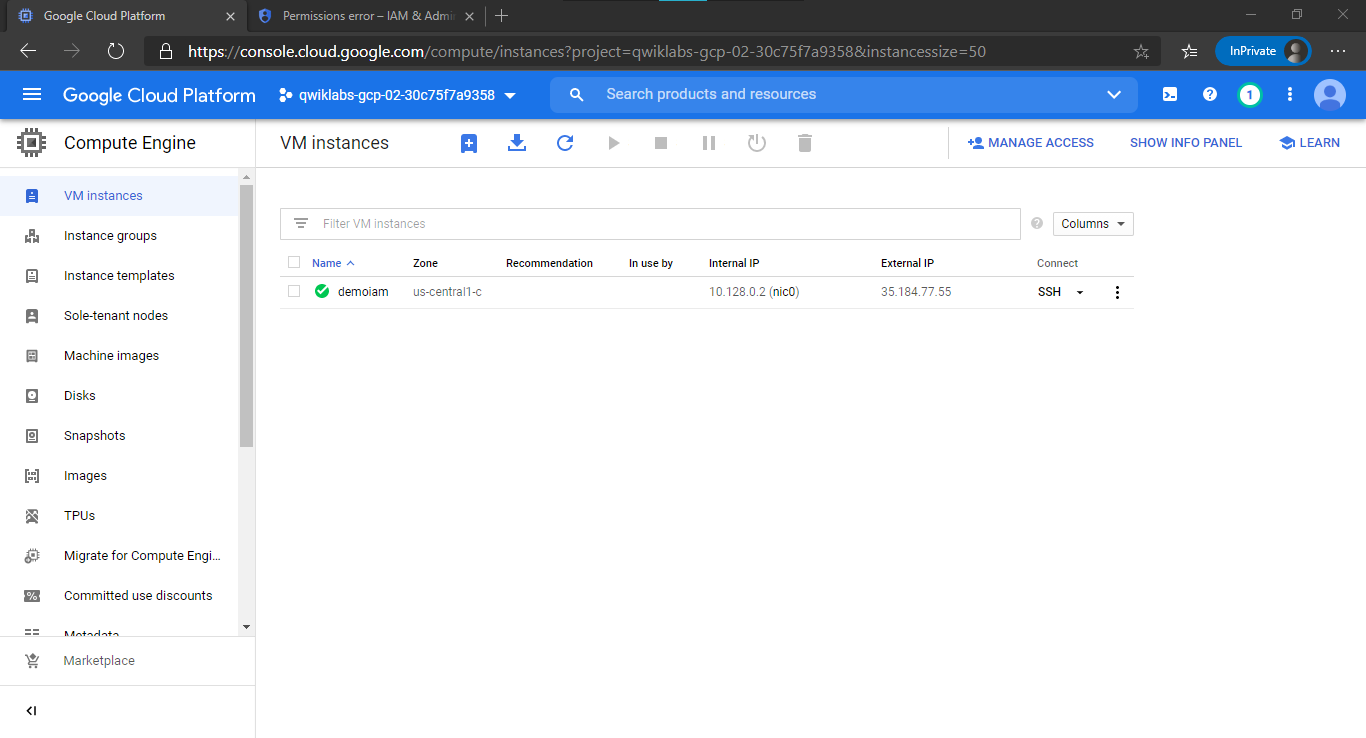 Google Cloud Platform
Permissions error – IAM & Admi
https://console.cloud.google.com/compute/instances?project=qwiklabs-gcp-02-30c75f7a9358&instancessize=50
InPrivate
Google Cloud Platform
qwiklabs-gcp-02-30c75f7a9358
Search products and resources
1
Compute Engine
VM instances
MANAGE ACCESS
SHOW INFO PANEL
LEARN
VM instances
Instance groups
Instance templates
Sole-tenant nodes
Machine images
Disks
Snapshots
Images
TPUs
Migrate for Compute Engi...
Committed use discounts
Metadata
Marketplace
Filter VM instances
Columns
Name Zone Recommendation In use by Internal IP External IP Connect
demoiam us-central1-c 10.128.0.2 (nic0) 35.184.77.55 SSH